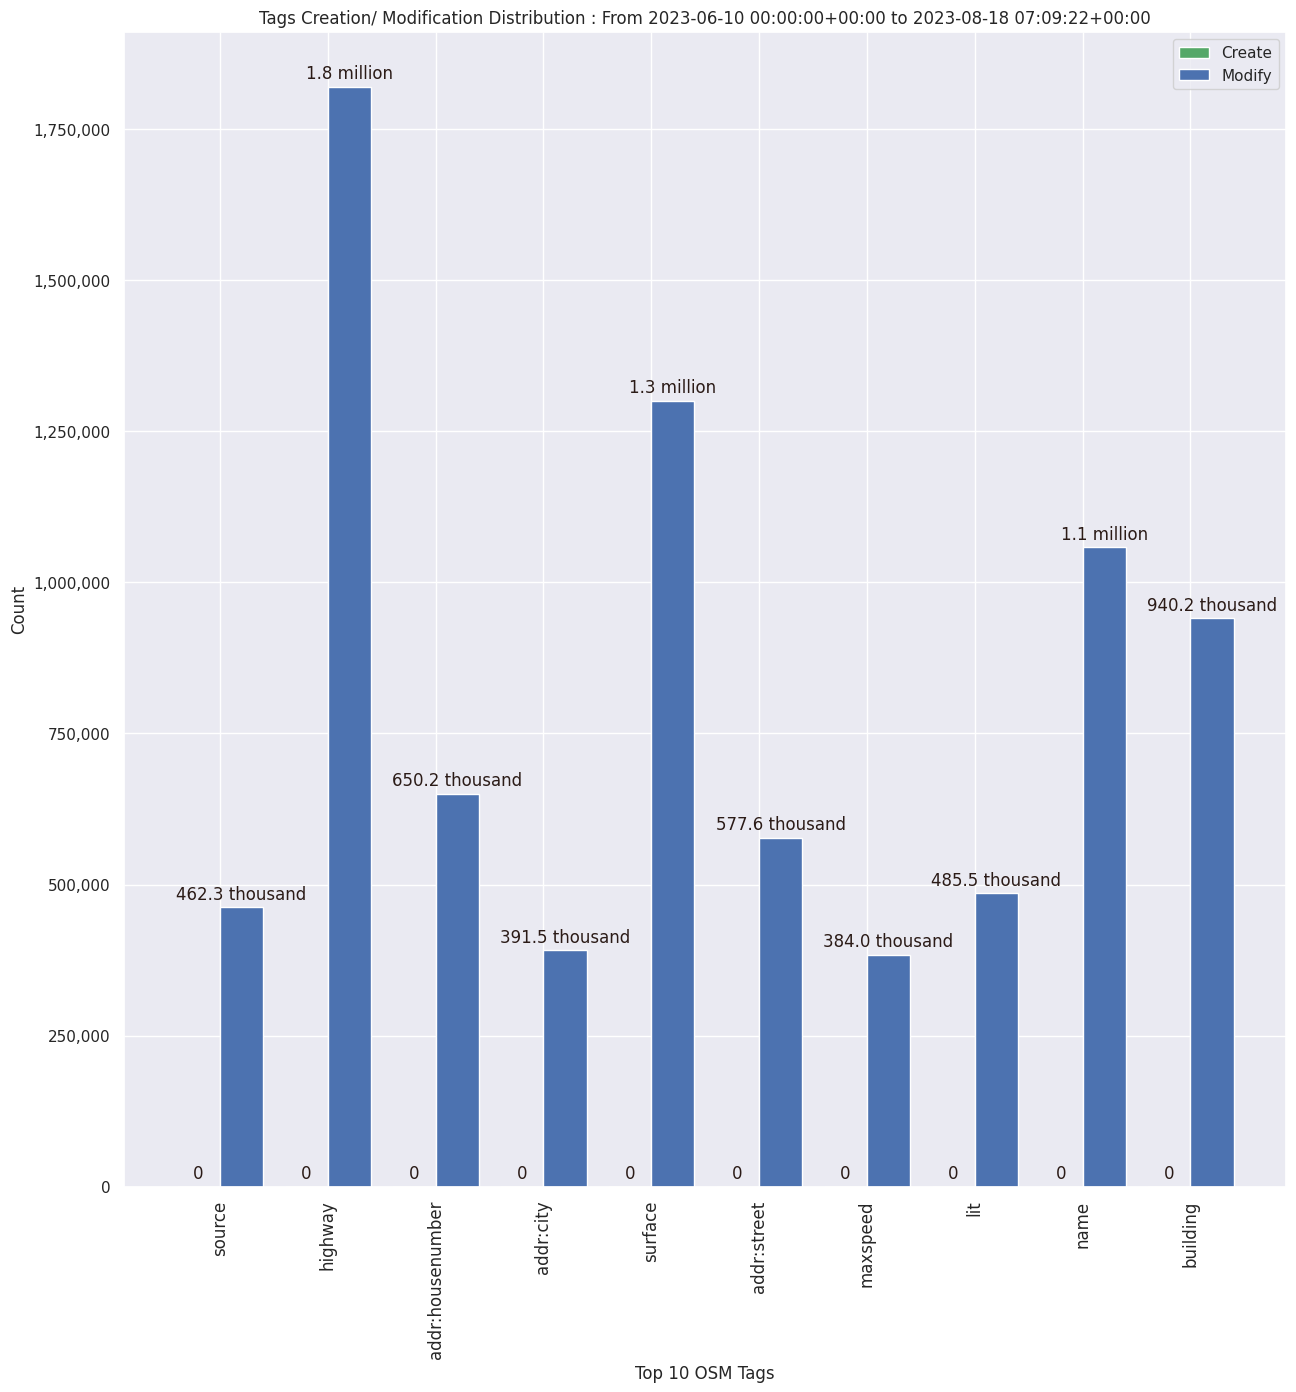 Tags Creation/ Modification Distribution : From 2023-06-10 00:00:00+00:00 to 2023-08-18 07:09:22+00:00
Create
Modify
Count
1,750,000
1,500,000
1,250,000
1,000,000
750,000
500,000
250,000
0
462.3 thousand
1.8 million
650.2 thousand
391.5 thousand
1.3 million
577.6 thousand
384.0 thousand
485.5 thousand
1.1 million
940.2 thousand
0
0
0
0
0
0
0
0
0
0
source
highway
addr:housenumber
addr:city
surface
addr:street
maxspeed
lit
name
building
Top 10 OSM Tags